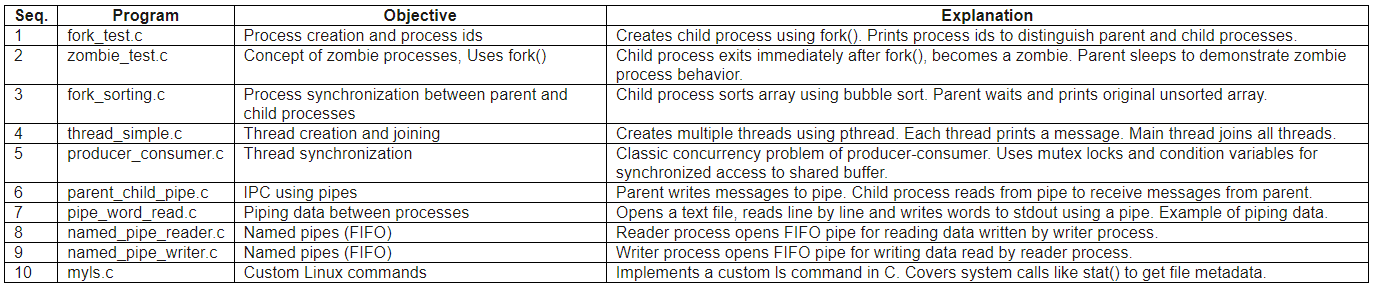 Seq. Program Objective Explanation
1 fork_test.c Process creation and process ids Creates child process using fork(). Prints process ids to distinguish parent and child processes.
2 zombie_test.c Concept of zombie processes, Uses fork() Child process exits immediately after fork(), becomes a zombie. Parent sleeps to demonstrate zombie
process behavior.
3 fork_sorting.c Process synchronization between parent and Child process sorts array using bubble sort. Parent waits and prints original unsorted array.
child processes
4 thread_simple.c Thread creation and joining Creates multiple threads using pthread. Each thread prints a message. Main thread joins all threads.
5 producer_consumer.c Thread synchronization Classic concurrency problem of producer-consumer. Uses mutex locks and condition variables for
synchronized access to shared buffer.
6 parent_child_pipe.c IPC using pipes Parent writes messages to pipe. Child process reads from pipe to receive messages from parent.
7 pipe_word_read.c Piping data between processes Opens a text file, reads line by line and writes words to stdout using a pipe. Example of piping data.
8 named_pipe_reader.c Named pipes (FIFO) Reader process opens FIFO pipe for reading data written by writer process.
9 named_pipe_writer.c Named pipes (FIFO) Writer process opens FIFO pipe for writing data read by reader process.
10 myls.c Custom Linux commands Implements a custom ls command in C. Covers system calls like stat() to get file metadata.